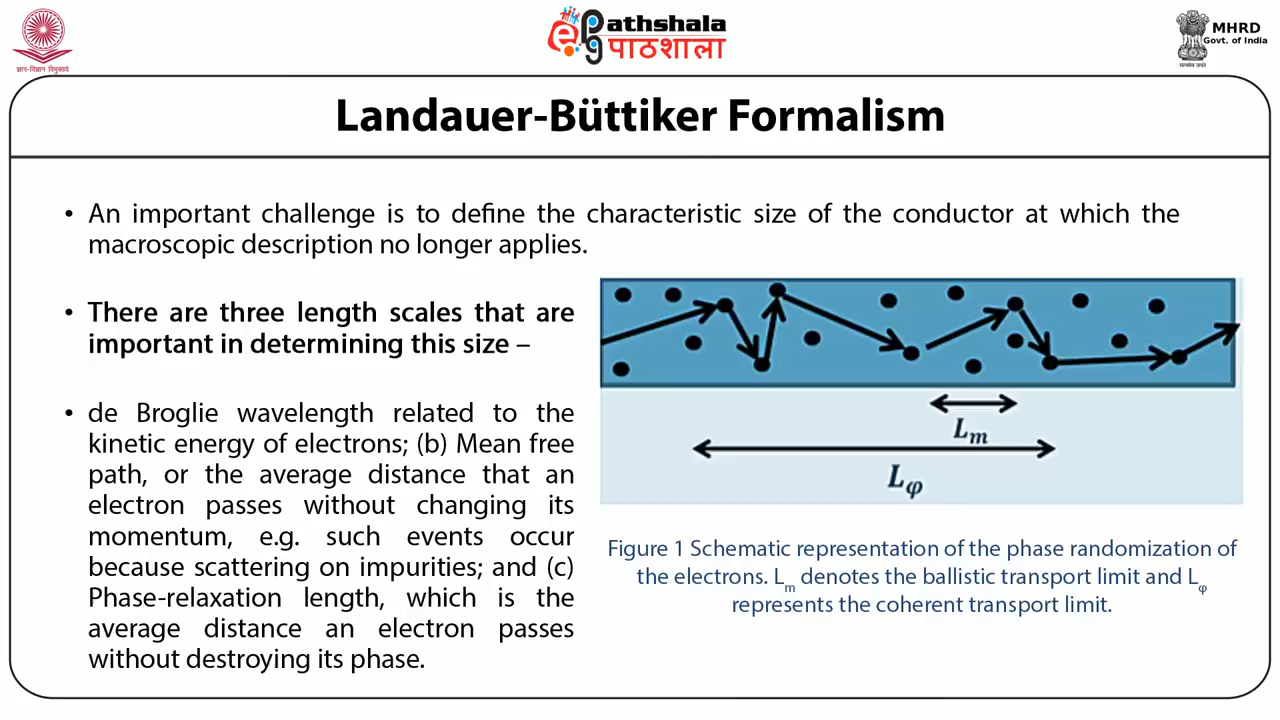 ePgathshala
पाठशाला
ज्ञान-विज्ञान विमुक्तये
MHRD
Govt. of India
सत्यमेव जयते
Landauer-Büttiker Formalism
• An important challenge is to define the characteristic size of the conductor at which the
macroscopic description no longer applies.
• There are three length scales that are
important in determining this size –
• de Broglie wavelength related to the
kinetic energy of electrons; (b) Mean free
path, or the average distance that an
electron passes without changing its
momentum, e.g. such events occur
because scattering on impurities; and (c)
Phase-relaxation length, which is the
average distance an electron passes
without destroying its phase.
Lm
Lφ
Figure 1 Schematic representation of the phase randomization of
the electrons. Lm denotes the ballistic transport limit and Lφ
represents the coherent transport limit.